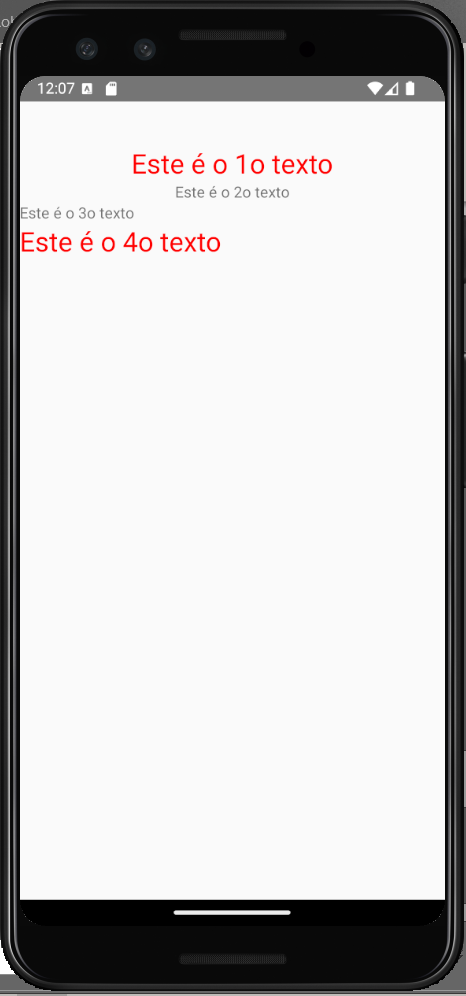 12:07
Este é o 1o texto
Este é o 2o texto
Este é o 3o texto
Este é o 4o texto